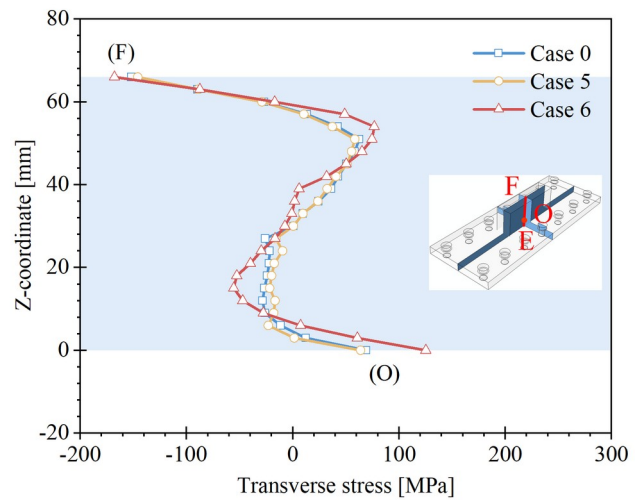 80
(F)
Case 0
Case 5
Case 6
60
40
20
0
-20
Z-coordinate [mm]
F
O
E
(O)
-200
-100
0
100
200
300
Transverse stress [MPa]